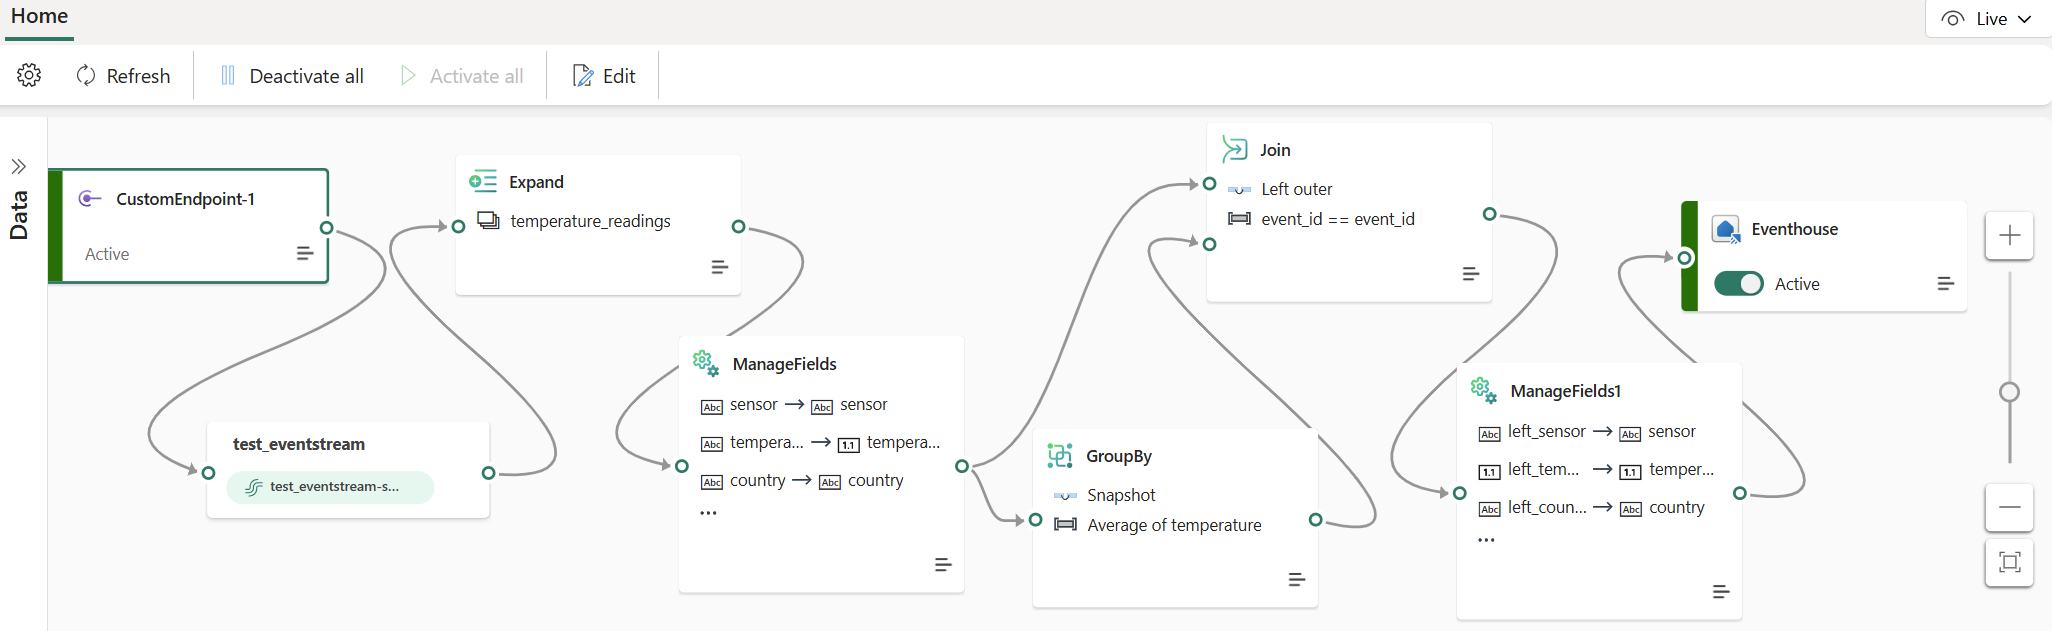 Home
Live
Refresh
Deactivate all
Activate all
Edit
Data
CustomEndpoint-1
Active
test_eventstream
test_eventstream-s...
Expand
temperature_readings
ManageFields
Abc sensor → Abc sensor
Abc tempera... → 1.1 tempera...
Abc country → Abc country
...
GroupBy
Snapshot
Average of temperature
Join
Left outer
event_id == event_id
ManageFields1
Abc left_sensor → Abc sensor
1.1 left_tem... → 1.1 temper...
Abc left_coun... → Abc country
...
Eventhouse
Active